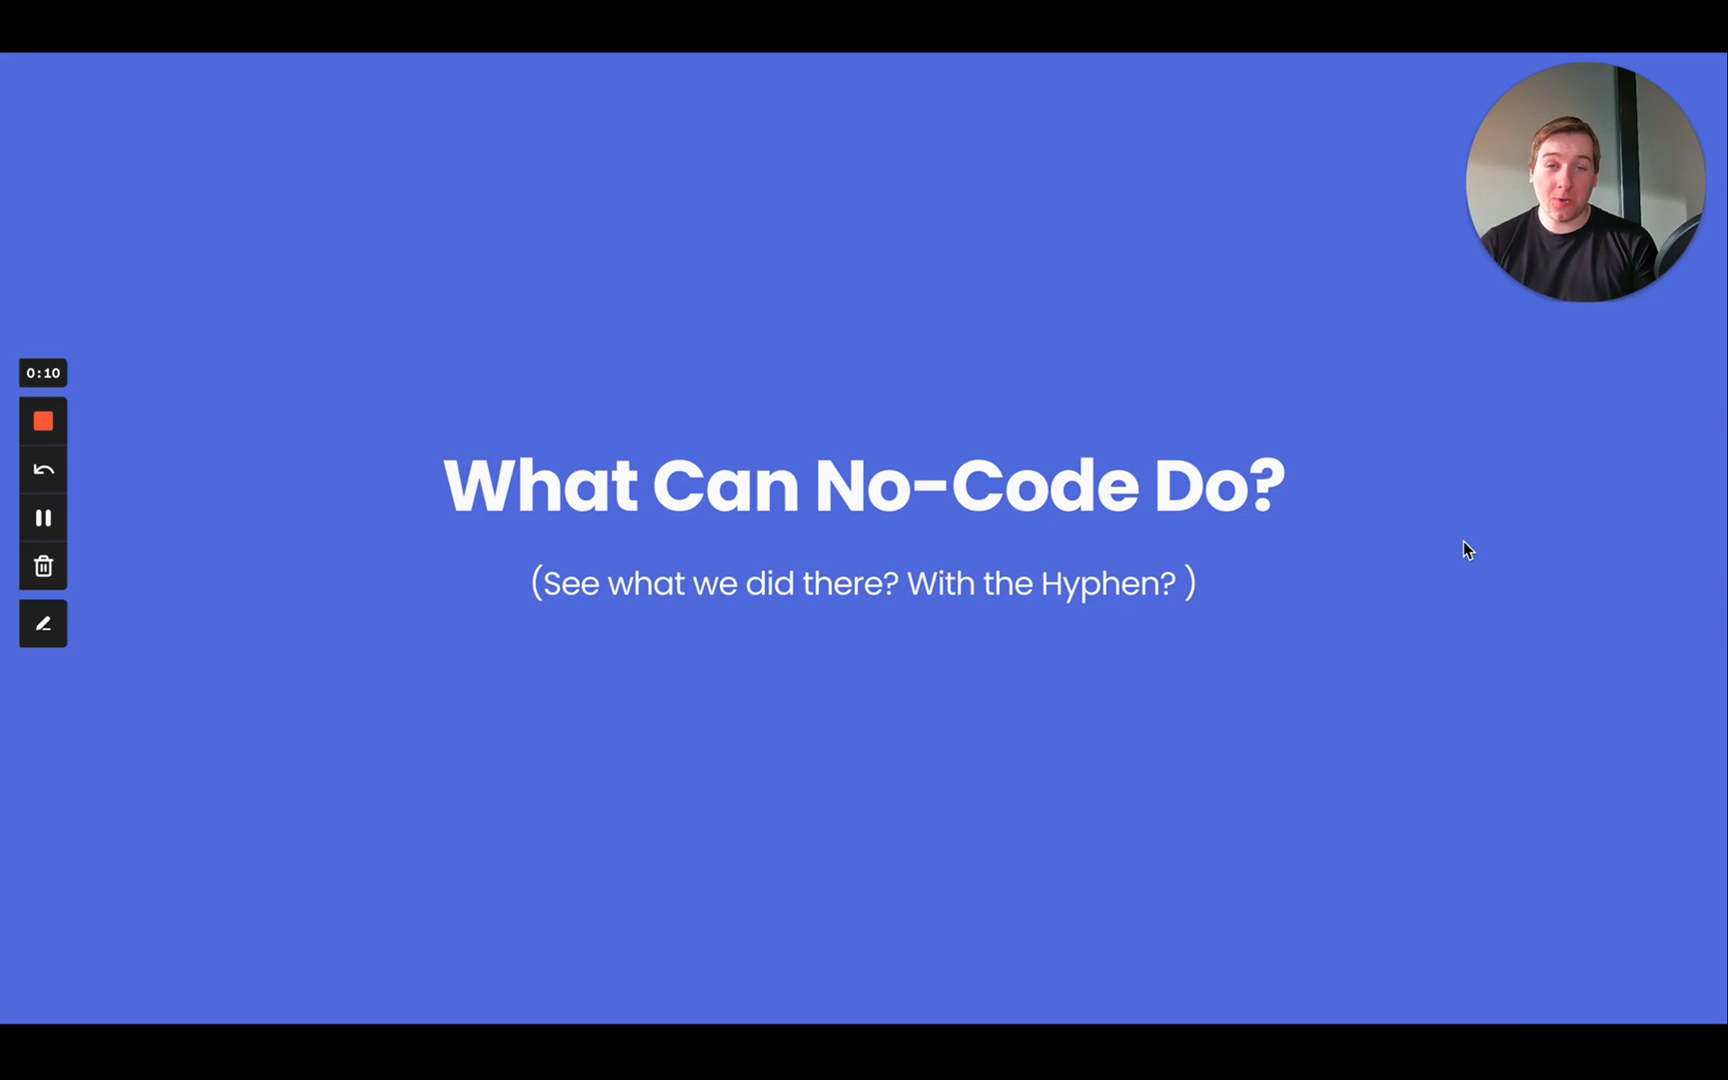 0:10
What Can No-Code Do?
(See what we did there? With the Hyphen? )